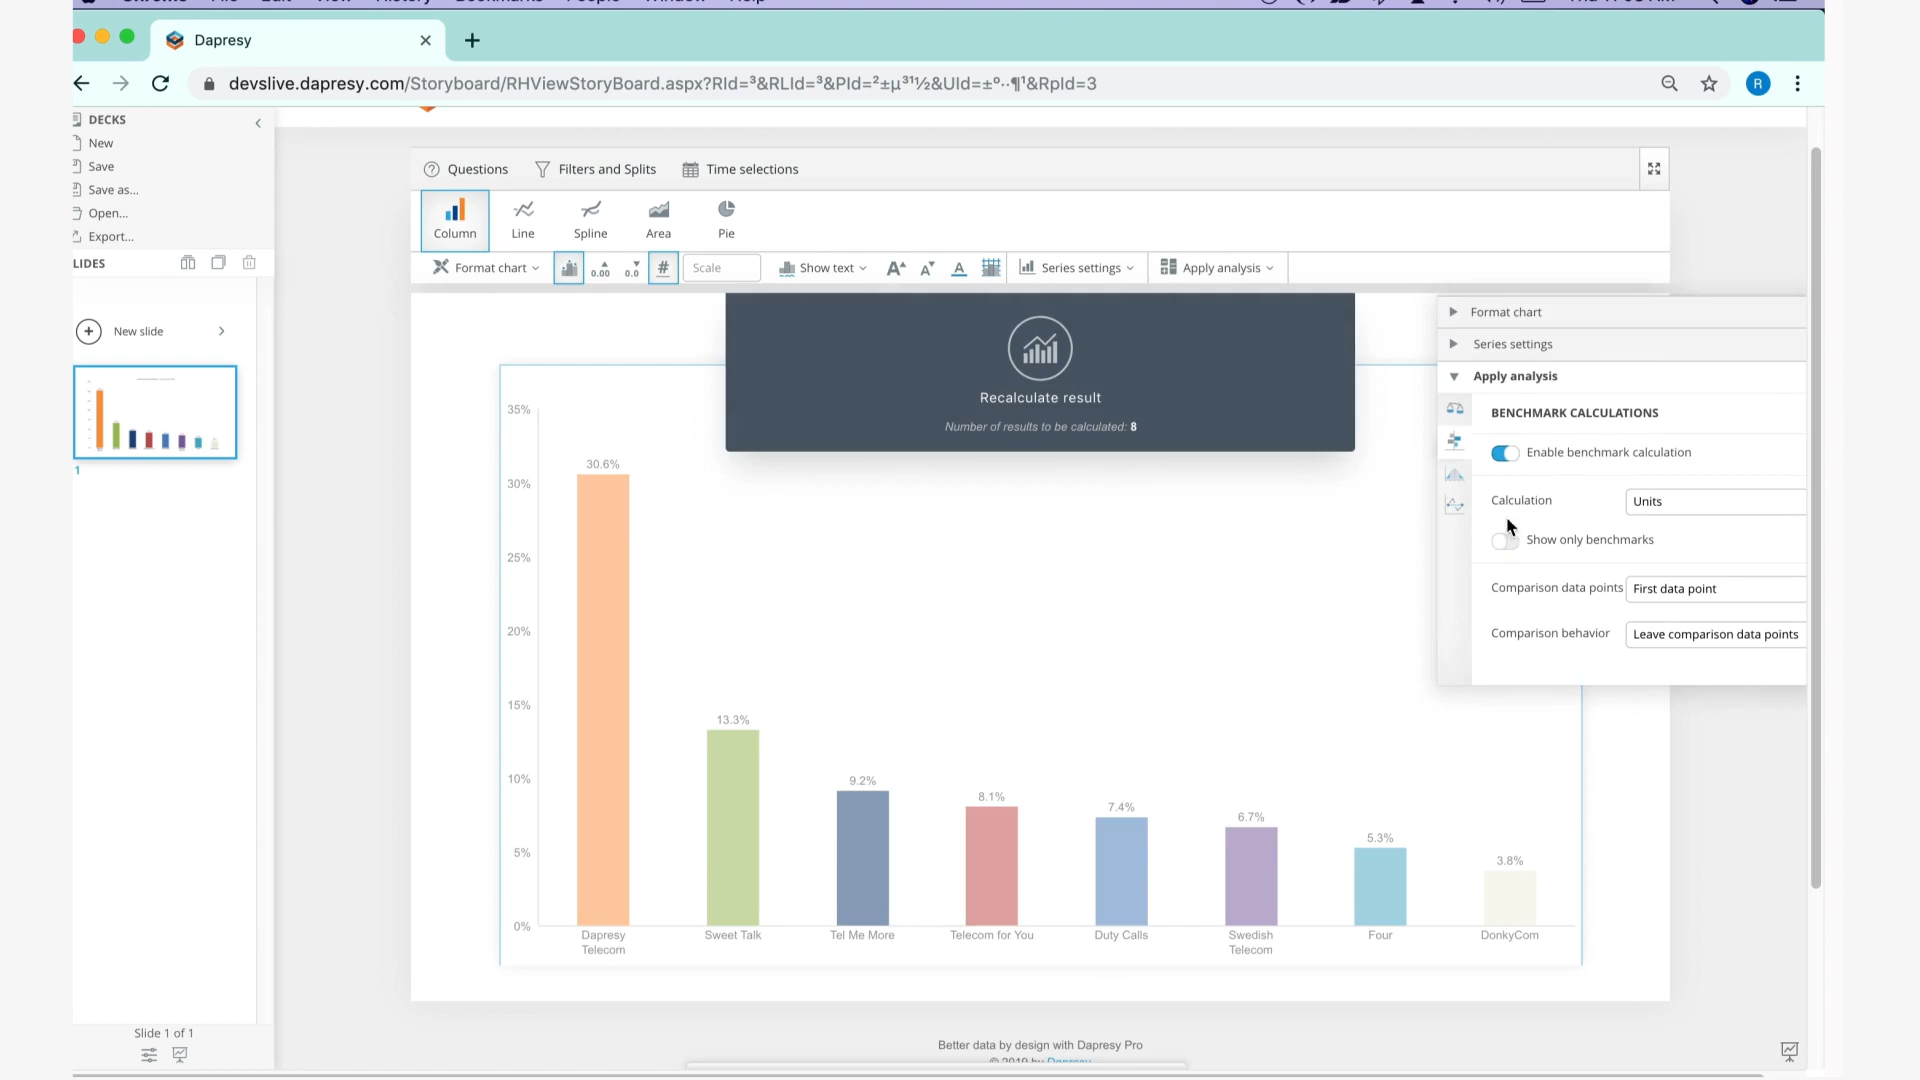 Dapresy
devslive.dapresy.com/Storyboard/RHViewStoryBoard.aspx?RId=³&RLId=³&PId=²±µ³¹½&UId=±º··¶¹&RpId=3
R
DECKS
New
Save
Save as...
Open...
Export...
LIDES
New slide
1
Slide 1 of 1
Questions
Filters and Splits
Time selections
Column
Line
Spline
Area
Pie
Format chart
0.00
0.0
#
Scale
Show text
A
A
A
Series settings
Apply analysis
Recalculate result
Number of results to be calculated: 8
35%
30%
25%
20%
15%
10%
5%
0%
30.6%
13.3%
9.2%
8.1%
7.4%
6.7%
5.3%
3.8%
Dapresy
Telecom
Sweet Talk
Tel Me More
Telecom for You
Duty Calls
Swedish
Telecom
Four
DonkyCom
Format chart
Series settings
Apply analysis
BENCHMARK CALCULATIONS
Enable benchmark calculation
Calculation
Units
Show only benchmarks
Comparison data points
First data point
Comparison behavior
Leave comparison data points
Better data by design with Dapresy Pro
© 2019 by Dapresy